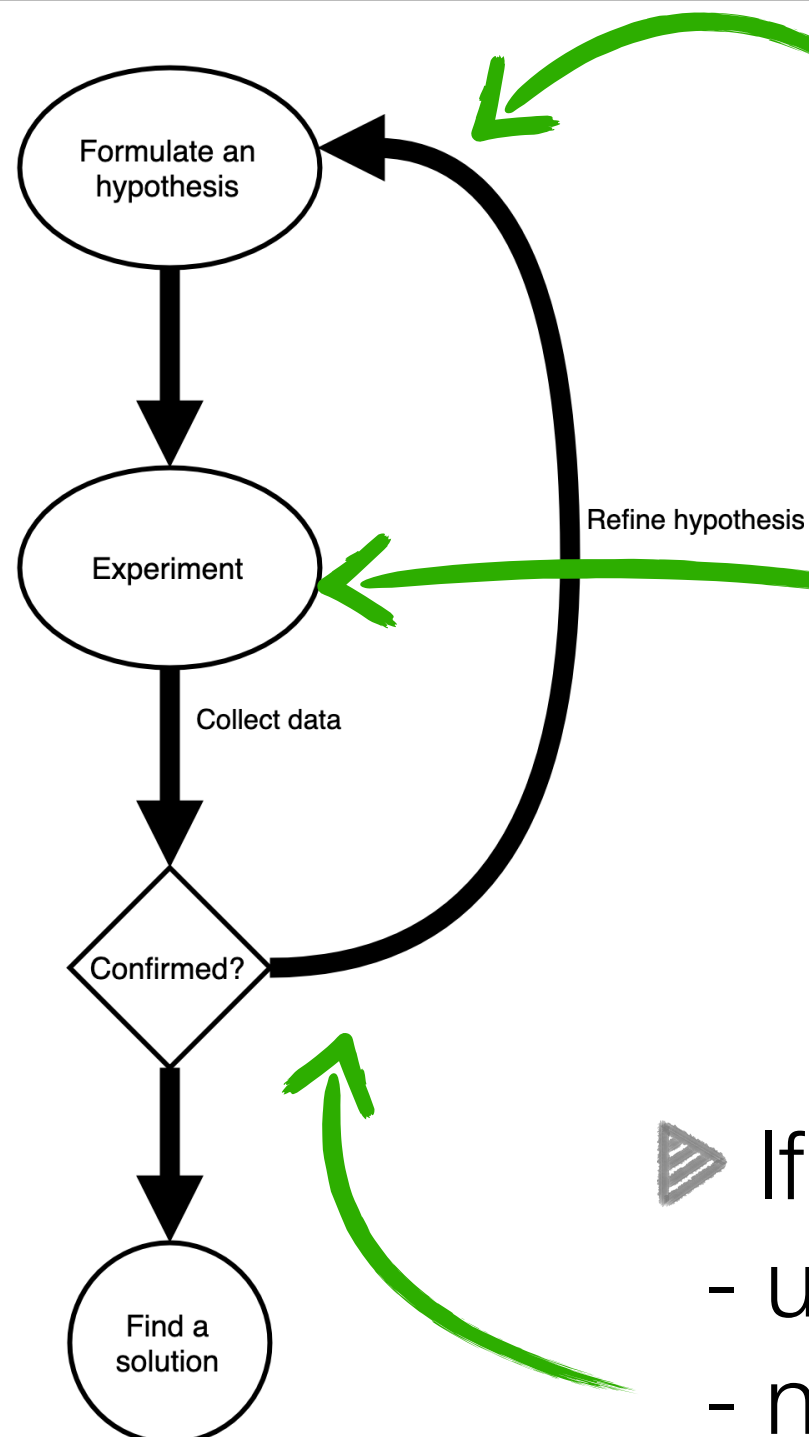 Formulate an
hypothesis
Refine hypothesis
Experiment
Collect data
Confirmed?
If
- u
- n
Find a
solution